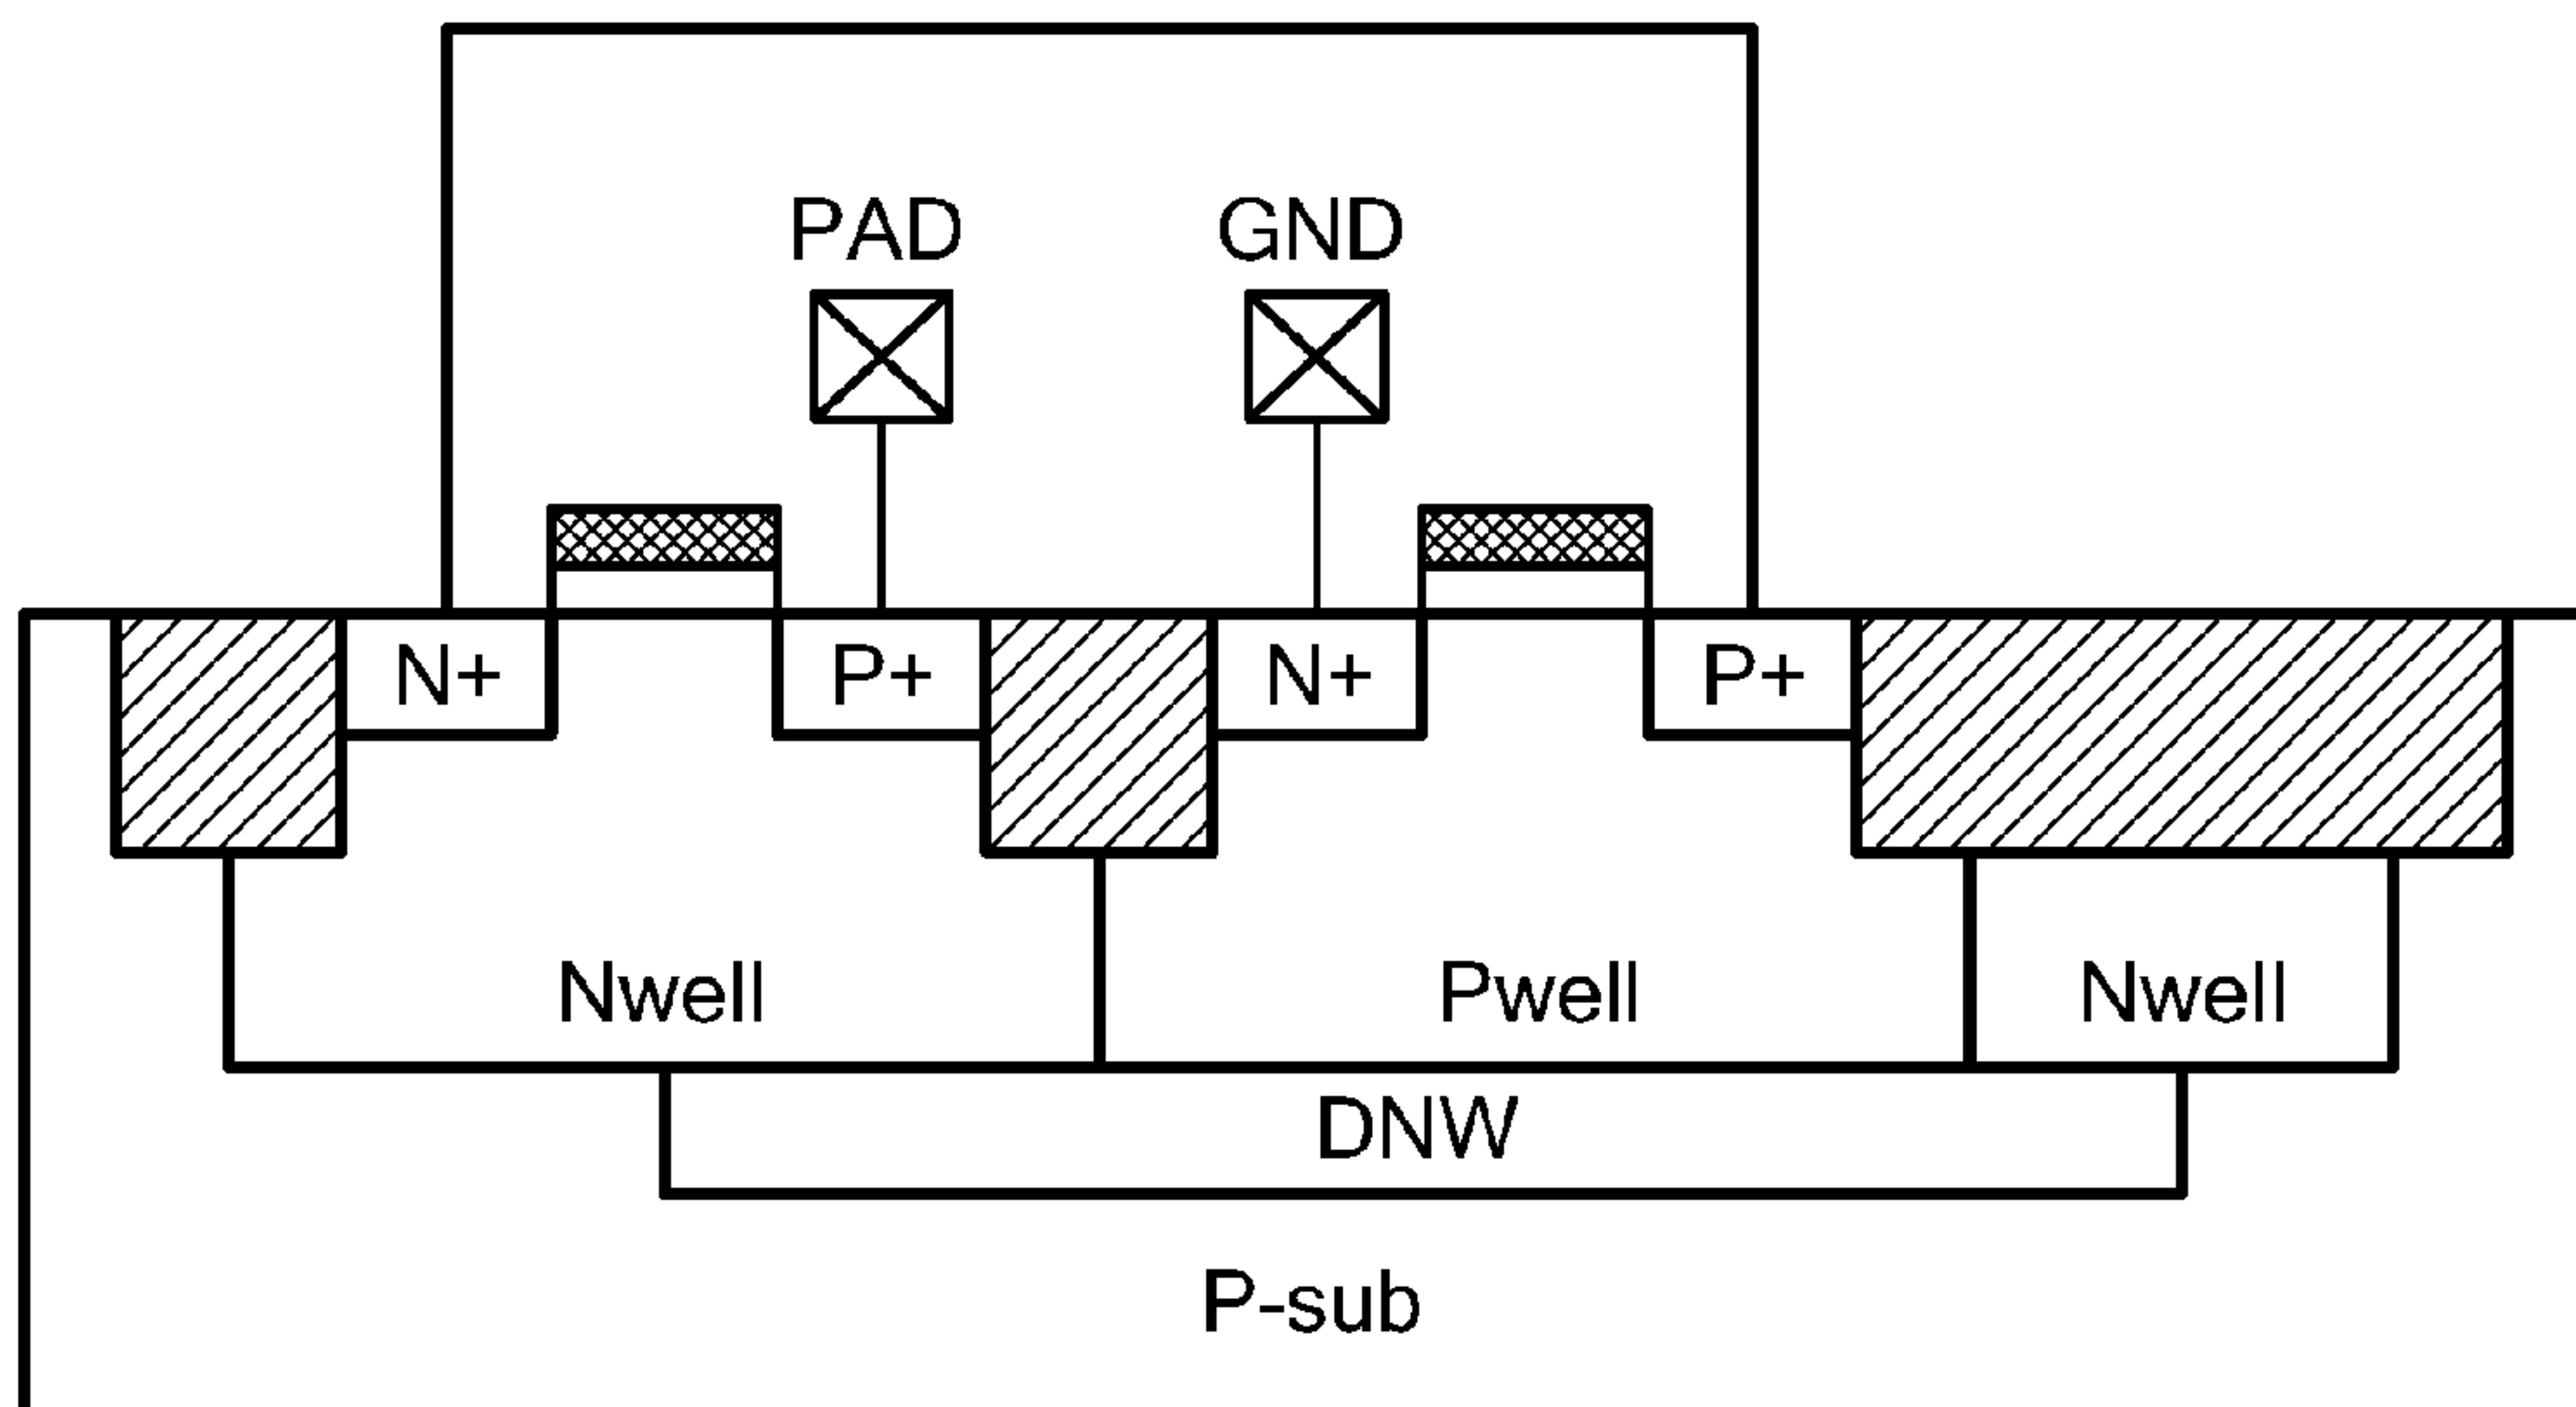 PAD GND
N+ P+ N+ P+
Nwell Pwell Nwell
DNW
P-sub